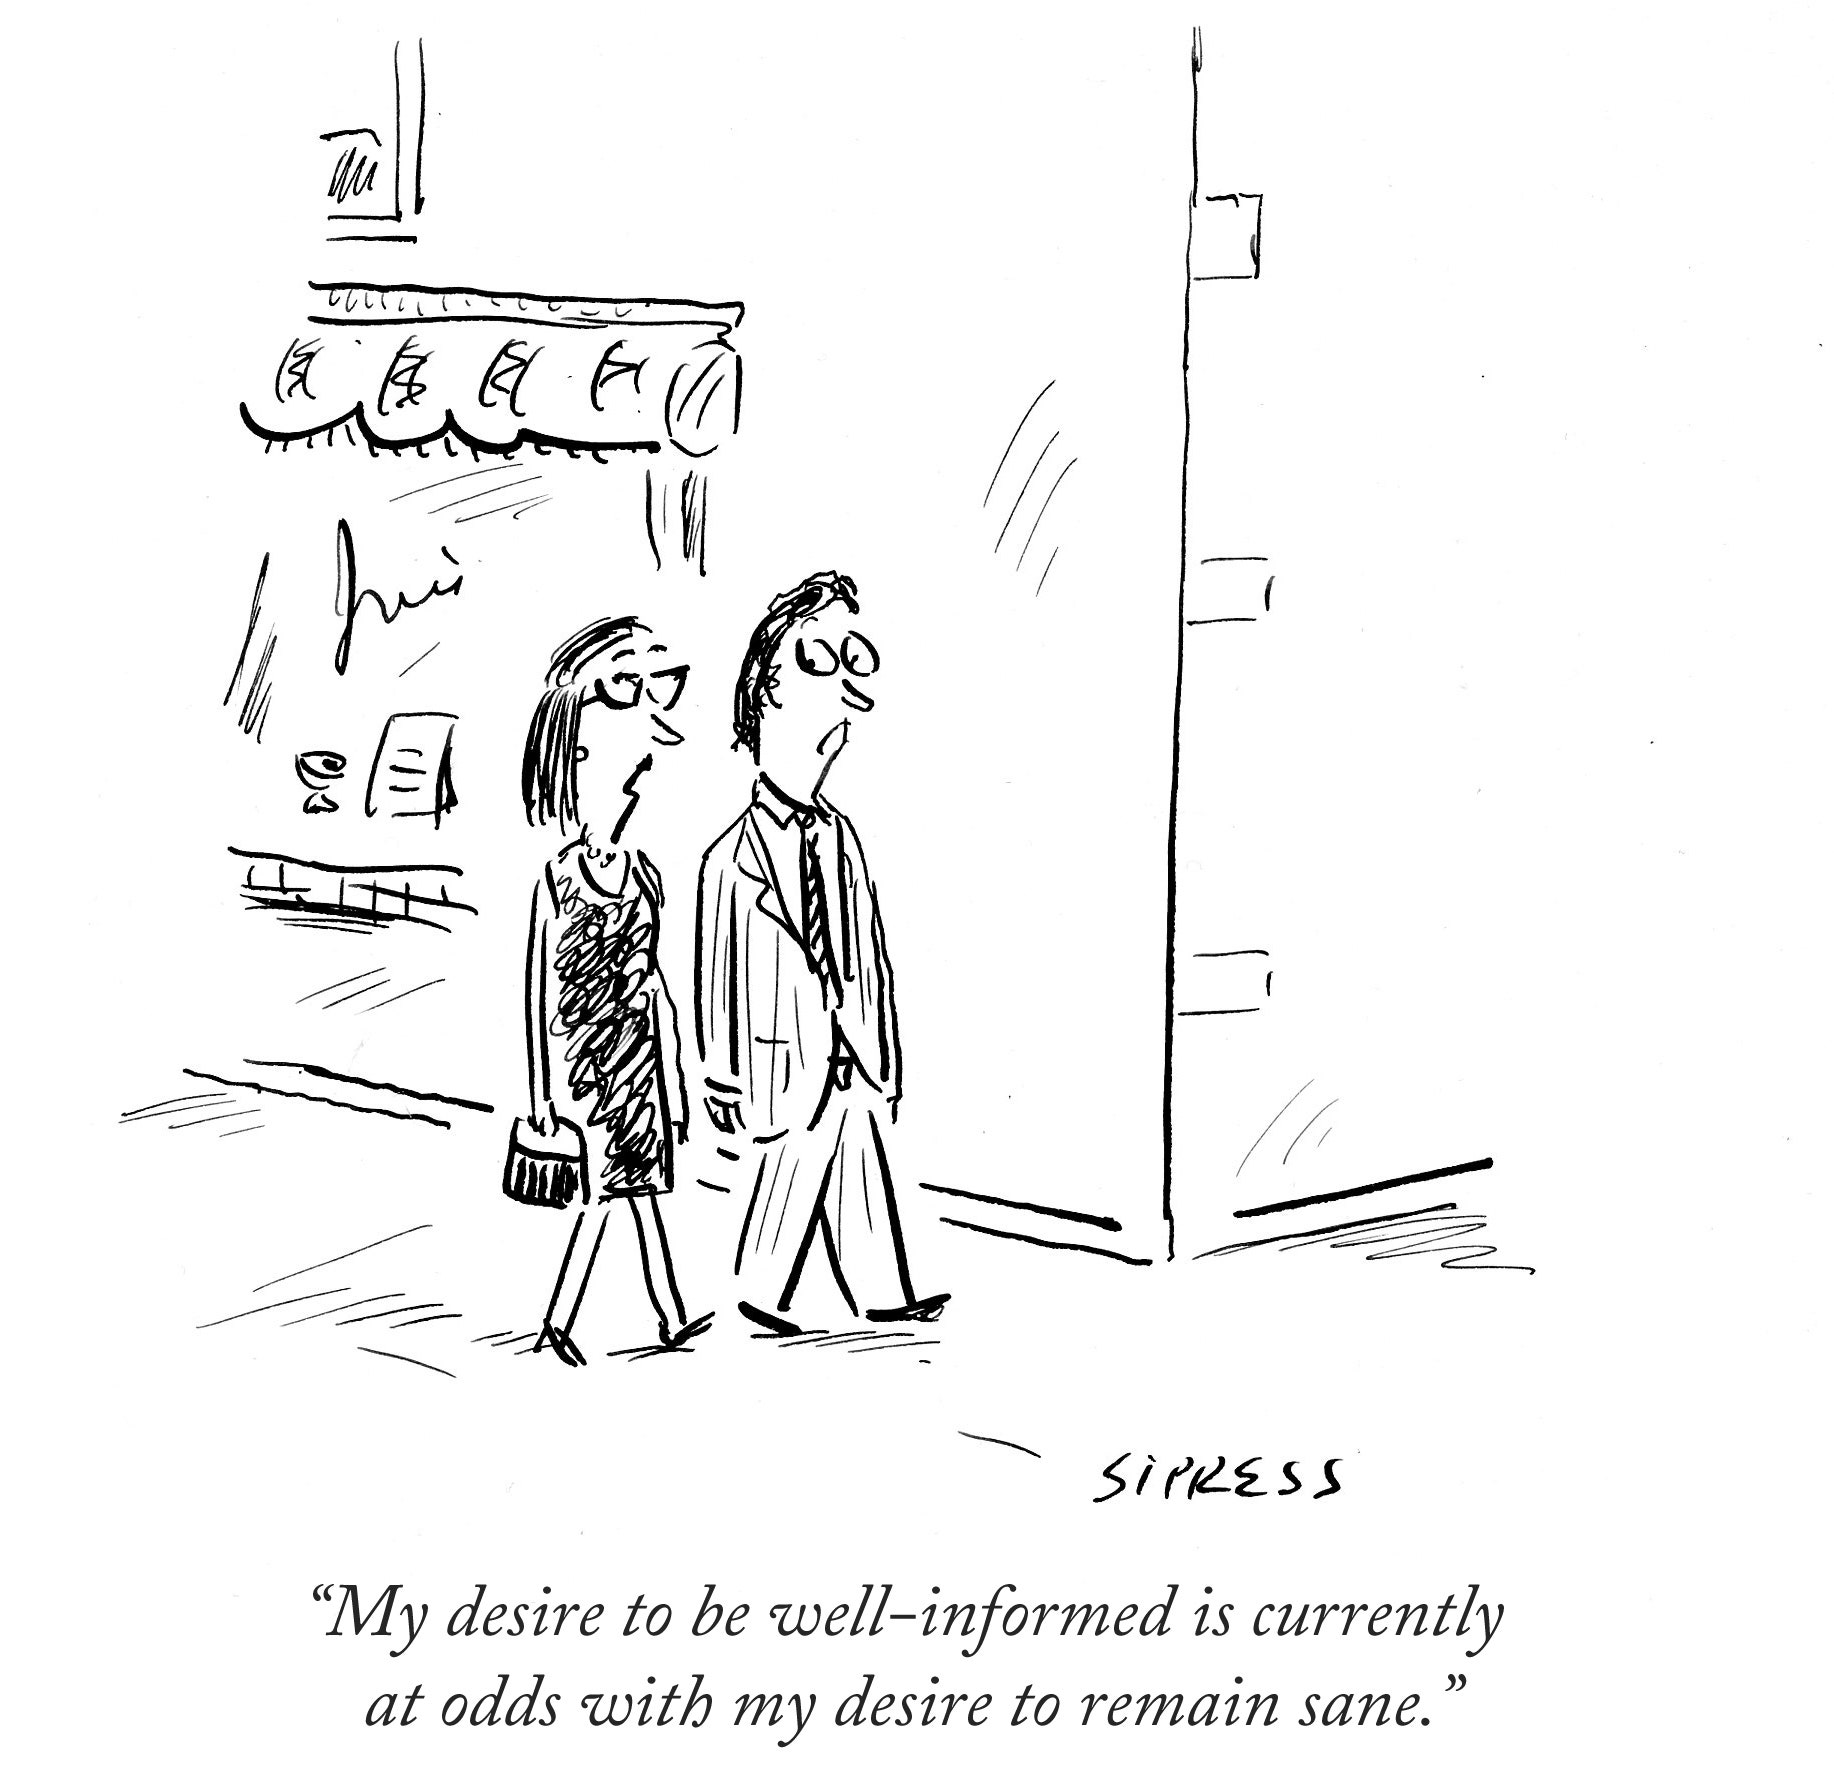 SIPRESS
“My desire to be well-informed is currently
at odds with my desire to remain sane.”